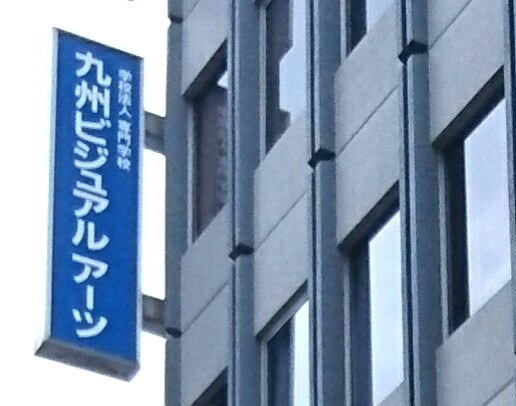 学校法人 専門学校
九州ビジュアルアーツ